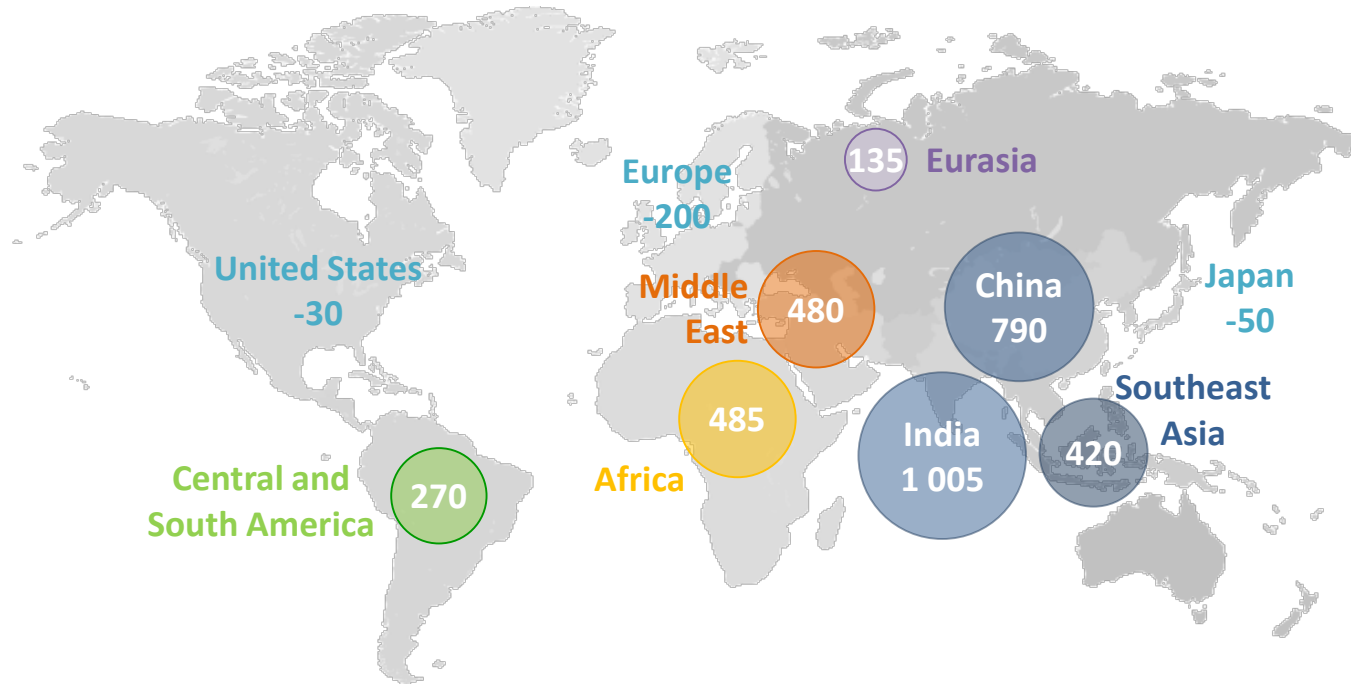 135 Eurasia
Europe
-200
United States
-30
Middle
East
480
China
790
Japan
-50
Southeast
Asia
485
Africa
India
1 005
420
Central and
South America
270